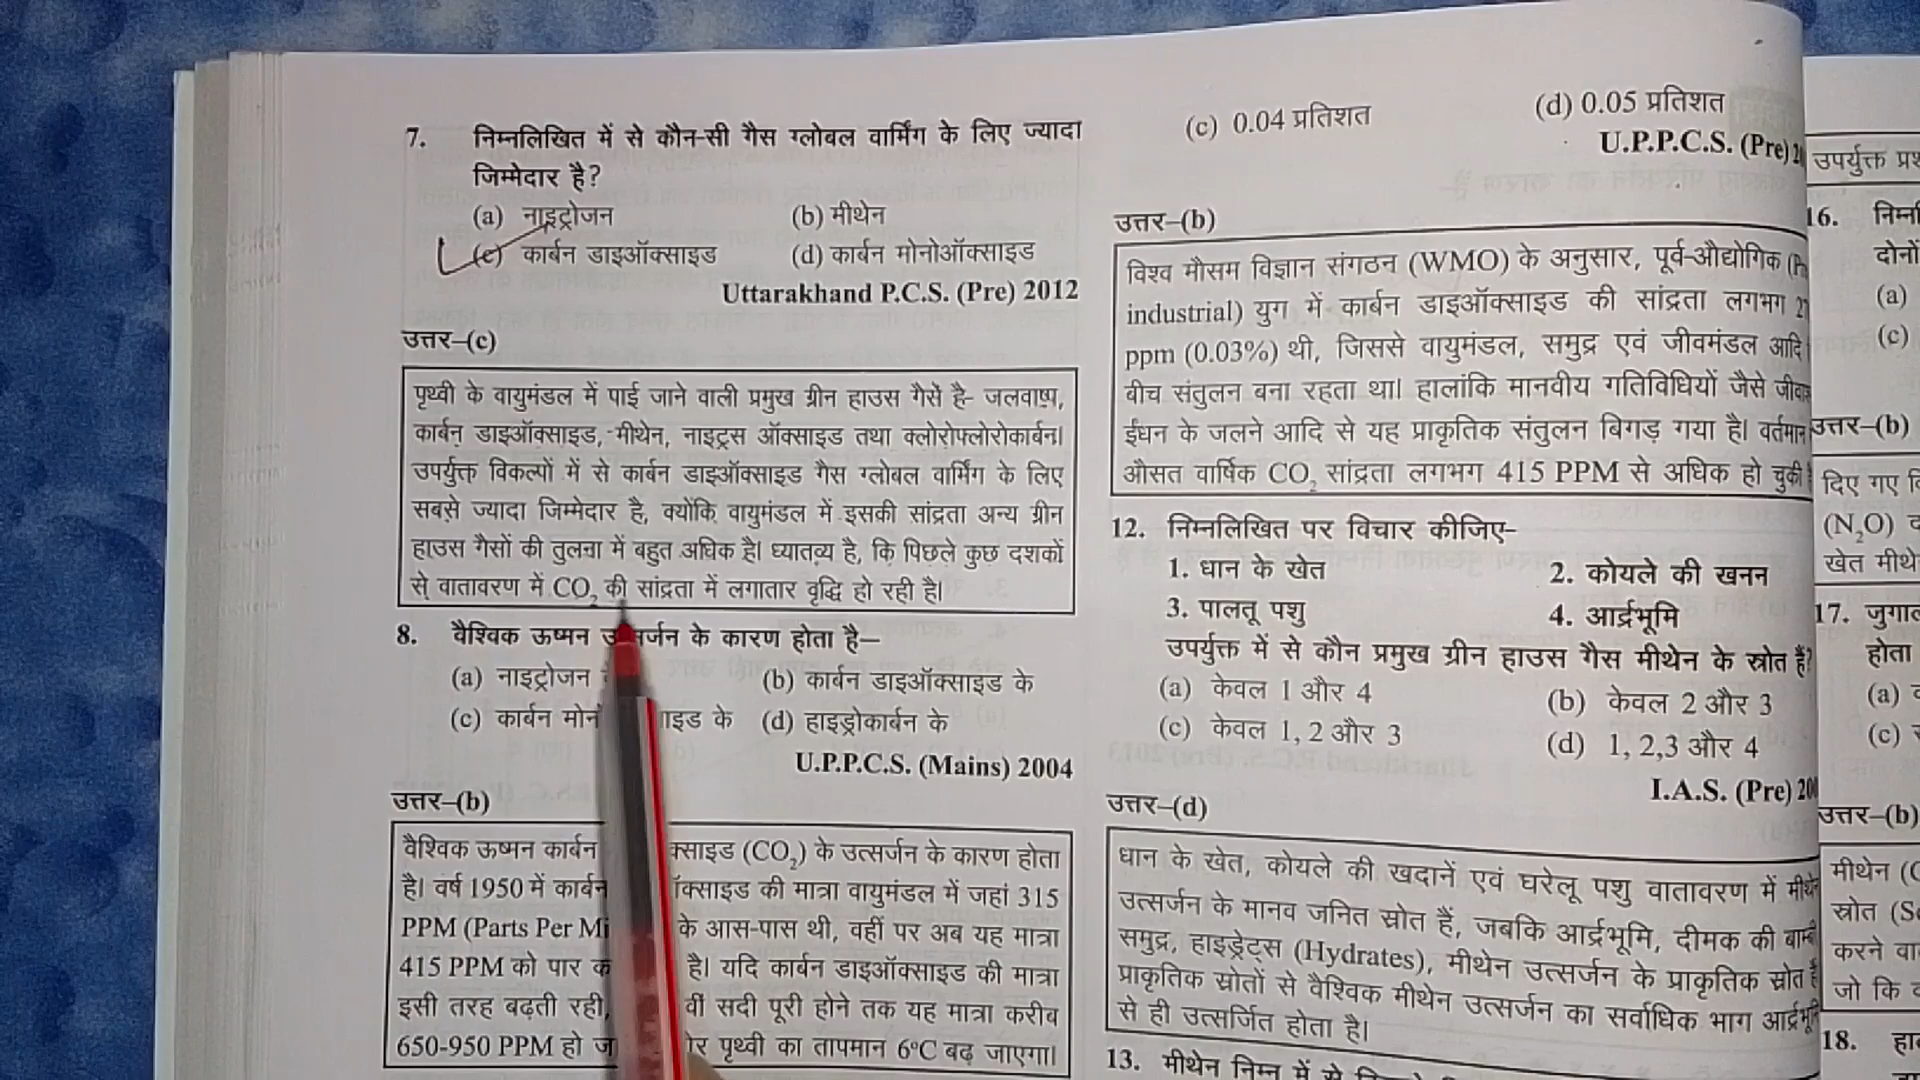 7. निम्नलिखित में से कौन-सी गैस ग्लोबल वार्मिंग के लिए ज्यादा
जिम्मेदार है?
(a) नाइट्रोजन (b) मीथेन
(c) कार्बन डाइऑक्साइड (d) कार्बन मोनोऑक्साइड
Uttarakhand P.C.S. (Pre) 2012
उत्तर–(c)
पृथ्वी के वायुमंडल में पाई जाने वाली प्रमुख ग्रीन हाउस गैसें है- जलवाष्प,
कार्बन डाइऑक्साइड, मीथेन, नाइट्रस ऑक्साइड तथा क्लोरोफ्लोरोकार्बन।
उपर्युक्त विकल्पों में से कार्बन डाइऑक्साइड गैस ग्लोबल वार्मिंग के लिए
सबसे ज्यादा जिम्मेदार है, क्योंकि वायुमंडल में इसकी सांद्रता अन्य ग्रीन
हाउस गैसों की तुलना में बहुत अधिक है। ध्यातव्य है, कि पिछले कुछ दशकों
से वातावरण में CO₂ की सांद्रता में लगातार वृद्धि हो रही है।
8. वैश्विक ऊष्मन के कारण होता है–
(a) नाइट्रोजन (b) कार्बन डाइऑक्साइड के
(c) कार्बन के (d) हाइड्रोकार्बन के
U.P.P.C.S. (Mains) 2004
उत्तर–(b)
वैश्विक ऊष्मन कार्बन (CO₂) के उत्सर्जन के कारण होता
है। वर्ष 1950 में कार्बन की मात्रा वायुमंडल में जहां 315
PPM (Parts Per के आस-पास थी, वहीं पर अब यह मात्रा
415 PPM को पार है। यदि कार्बन डाइऑक्साइड की मात्रा
इसी तरह बढ़ती रही, सदी पूरी होने तक यह मात्रा करीब
650-950 PPM हो पृथ्वी का तापमान 6°C बढ़ जाएगा।
(c) 0.04 प्रतिशत (d) 0.05 प्रतिशत
U.P.P.C.S. (Pre)
उत्तर–(b)
विश्व मौसम विज्ञान संगठन (WMO) के अनुसार, पूर्व-औद्योगिक
industrial) युग में कार्बन डाइऑक्साइड की सांद्रता लगभग
ppm (0.03%) थी, जिससे वायुमंडल, समुद्र एवं जीवमंडल आदि
बीच संतुलन बना रहता था। हालांकि मानवीय गतिविधियों जैसे
ईंधन के जलने आदि से यह प्राकृतिक संतुलन बिगड़ गया है। वर्तमान
औसत वार्षिक CO₂ सांद्रता लगभग 415 PPM से अधिक हो चुकी
12. निम्नलिखित पर विचार कीजिए–
1. धान के खेत 2. कोयले की खनन
3. पालतू पशु 4. आर्द्रभूमि
उपर्युक्त में से कौन प्रमुख ग्रीन हाउस गैस मीथेन के स्रोत हैं?
(a) केवल 1 और 4 (b) केवल 2 और 3
(c) केवल 1, 2 और 3 (d) 1, 2,3 और 4
I.A.S. (Pre)
उत्तर–(d)
धान के खेत, कोयले की खदानें एवं घरेलू पशु वातावरण में
उत्सर्जन के मानव जनित स्रोत हैं, जबकि आर्द्रभूमि, दीमक की
समुद्र, हाइड्रेट्स (Hydrates), मीथेन उत्सर्जन के प्राकृतिक स्रोत
प्राकृतिक स्रोतों से वैश्विक मीथेन उत्सर्जन का सर्वाधिक भाग
से ही उत्सर्जित होता है।
13. मीथेन निम्न में से
उपर्युक्त
16.
दोनों
(a)
(c)
उत्तर–(b)
दिए गए
(N₂O)
खेत
17.
होता
(a)
(c)
उत्तर–(b)
मीथेन
स्रोत
करने
जो कि
18.